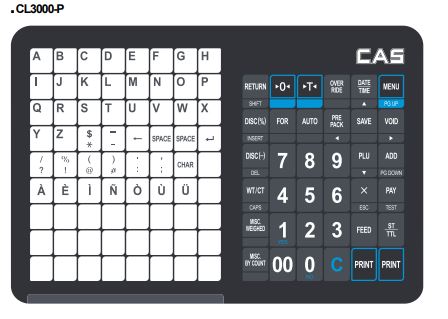 . CL3000-P
CAS
A B C D E F G H
I J K L M N O P
Q R S T U V W X
Y Z $ * - – ← SPACE SPACE ↵
/ ? % ! ( @ ) ' : . ; CHAR
À È Ì Ñ Ò Ù Ü
RETURN ▸O◂ ▸T◂ OVER RIDE DATE TIME MENU
SHIFT ▲ PG UP
DISC(%) FOR AUTO PRE PACK SAVE VOID
INSERT ◀ ▶
DISC(−) 7 8 9 PLU ADD
DEL ▼ PG DOWN
WT/CT 4 5 6 × PAY
CAPS ESC TEST
MISC. WEIGHED 1 2 3 FEED ST TTL
YES
MISC. BY COUNT 00 0 C PRINT PRINT
NO